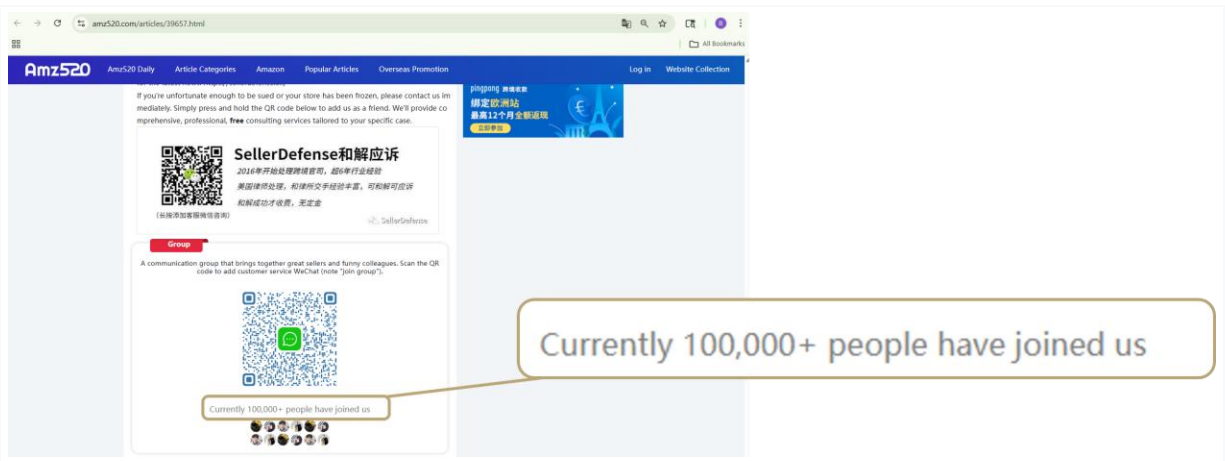 amz520.com/articles/39657.html
All Bookmarks
Amz520 Amz520 Daily Article Categories Amazon Popular Articles Overseas Promotion Log in Website Collection
If you're unfortunate enough to be sued or your store has been frozen, please contact us im
mediately. Simply press and hold the QR code below to add us as a friend. We'll provide co
mprehensive, professional, free consulting services tailored to your specific case.
pingpong 跨境收款
绑定欧洲站
最高12个月全额返现
立即参加
SellerDefense和解应诉
2016年开始处理跨境官司，超6年行业经验
美国律师处理，和律所交手经验丰富，可和解可应诉
和解成功才收费，无定金
（长按添加客服微信咨询）
SellerDefense
Group
A communication group that brings together great sellers and funny colleagues. Scan the QR
code to add customer service WeChat (note "join group").
Currently 100,000+ people have joined us
Currently 100,000+ people have joined us